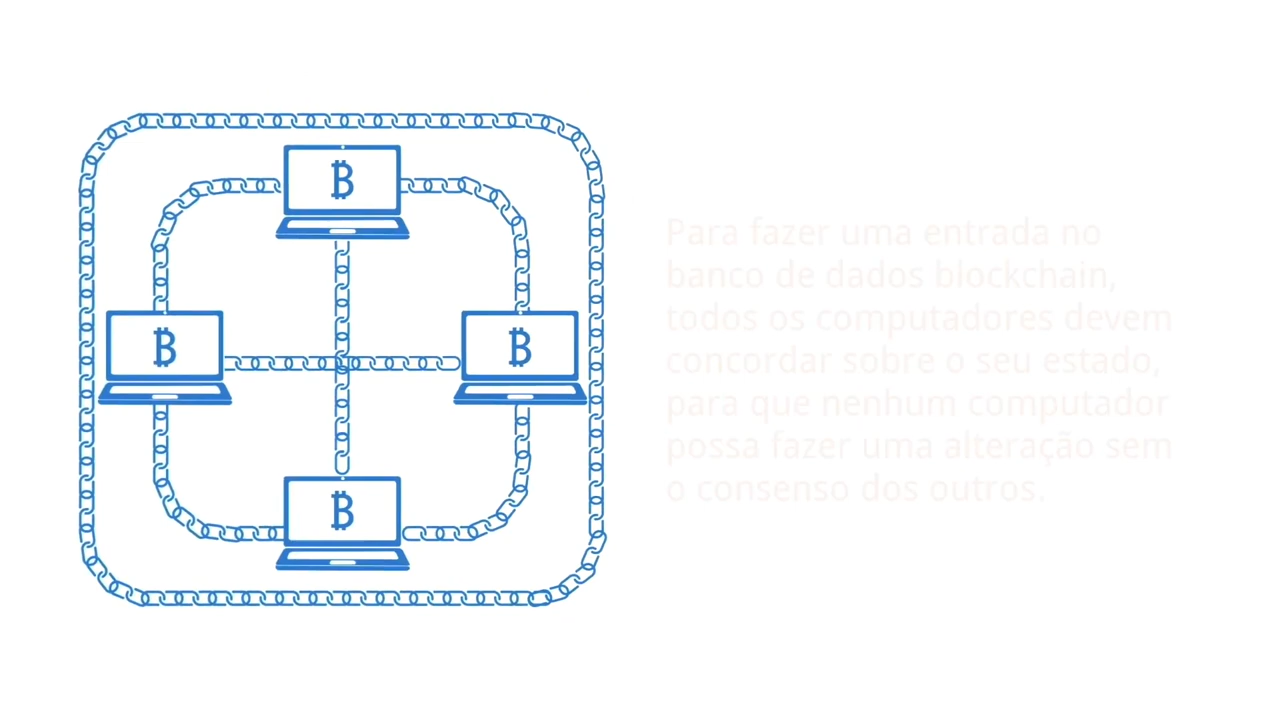 Para fazer uma entrada no
banco de dados blockchain,
todos os computadores devem
concordar sobre o seu estado,
para que nenhum computador
possa fazer uma alteração sem
o consenso dos outros.